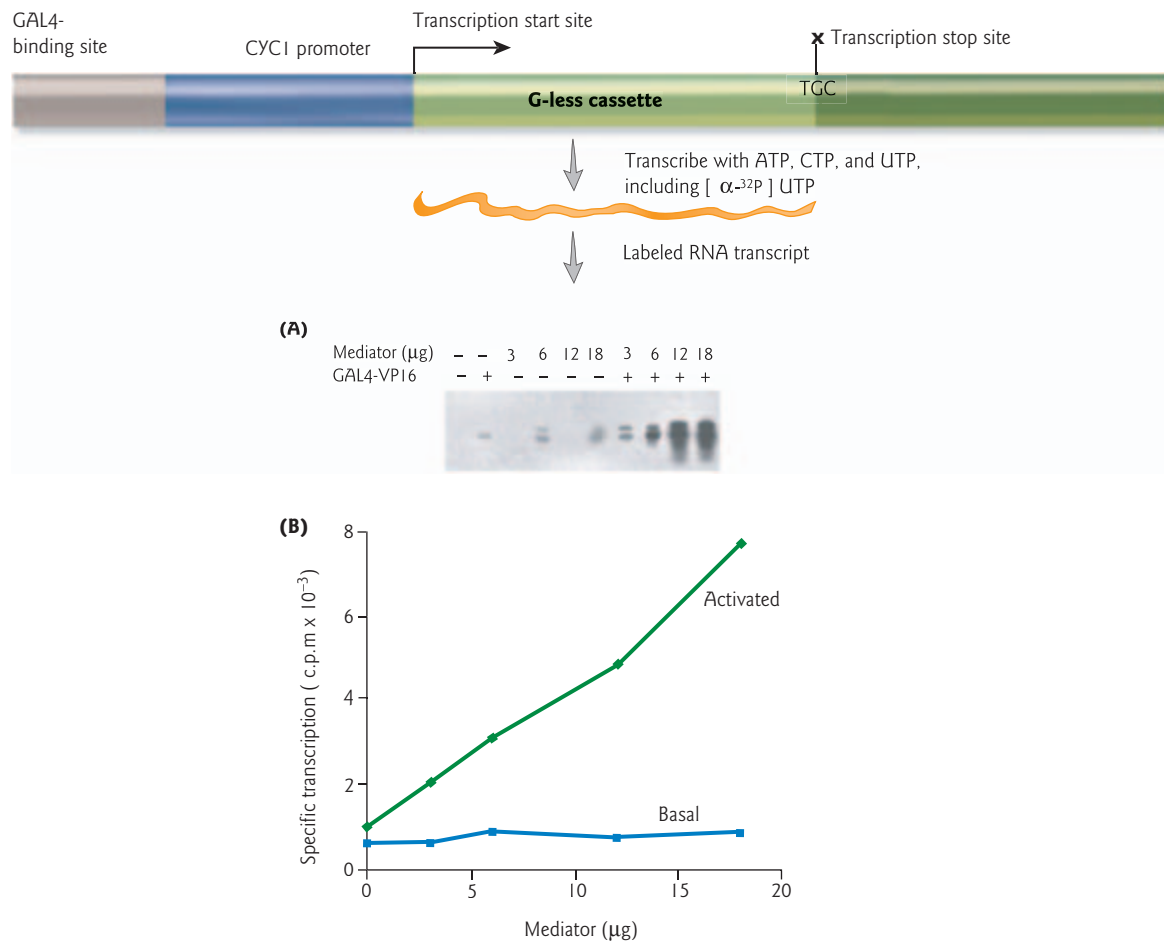 GAL4-
binding site
CYC1 promoter
Transcription start site
x Transcription stop site
TGC
G-less cassette
Transcribe with ATP, CTP, and UTP,
including [ α-³²P ] UTP
Labeled RNA transcript
(A)
Mediator (μg) – – 3 6 12 18 3 6 12 18
GAL4-VP16 – + – – – – + + + +
(B)
8
6
4
2
0
Specific transcription ( c.p.m x 10⁻³)
Activated
Basal
0 5 10 15 20
Mediator (μg)